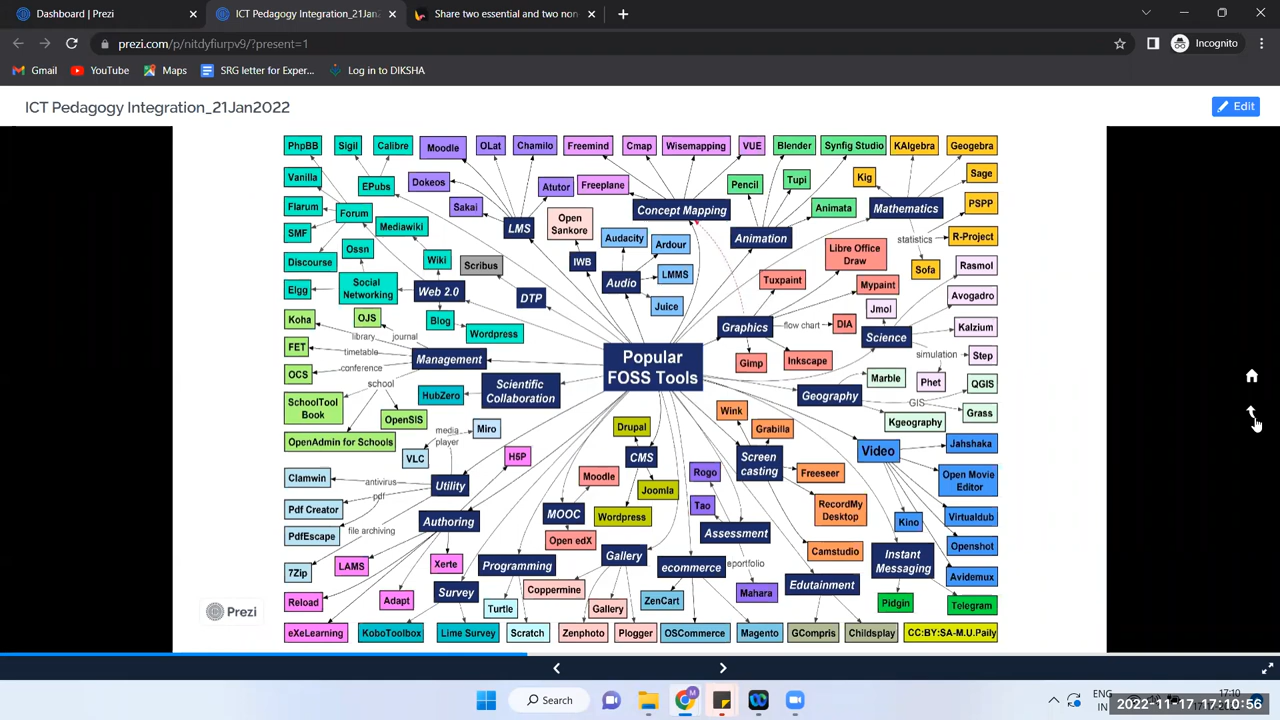 Dashboard | Prezi
ICT Pedagogy Integration_21Jan2
Share two essential and two non
prezi.com/p/nitdyfiurpv9/?present=1
Incognito
Gmail YouTube Maps SRG letter for Exper... Log in to DIKSHA
ICT Pedagogy Integration_21Jan2022
Edit
PhpBB Sigil Calibre Moodle OLat Chamilo Freemind Cmap Wisemapping VUE Blender Synfig Studio KAlgebra Geogebra
Vanilla EPubs Dokeos Atutor Freeplane Pencil Tupi Kig Sage
Flarum Forum Sakai Concept Mapping Animata Mathematics PSPP
SMF Mediawiki LMS Open
Sankore
Audacity Ardour Animation statistics R-Project
Discourse Ossn Wiki Scribus IWB Libre Office
Draw
Sofa Rasmol
Elgg Social
Networking
Web 2.0 DTP Audio LMMS Tuxpaint Mypaint Avogadro
Koha OJS Blog Wordpress Juice Graphics flow chart DIA Jmol Science Kalzium
library journal
FET timetable Management Popular
FOSS Tools
Gimp Inkscape simulation Step
OCS conference Scientific
Collaboration
Marble Phet QGIS
school HubZero Geography GIS
SchoolTool
Book
OpenSIS Wink Kgeography Grass
OpenAdmin for Schools media
player
Miro Drupal Grabilla Video Jahshaka
VLC H5P CMS Screen
casting
Freeseer Open Movie
Editor
Clamwin antivirus Utility Moodle Joomla Rogo
pdf
Pdf Creator Authoring MOOC Wordpress Tao RecordMy
Desktop
Kino Virtualdub
PdfEscape file archiving Open edX Assessment Openshot
7Zip LAMS Xerte Programming Gallery ecommerce eportfolio Camstudio Instant
Messaging
Avidemux
Reload Adapt Survey Turtle Coppermine Gallery ZenCart Mahara Edutainment Pidgin Telegram
eXeLearning KoboToolbox Lime Survey Scratch Zenphoto Plogger OSCommerce Magento GCompris Childsplay CC:BY:SA-M.U.Paily
Prezi
Search
ENG
IN
17:10
2022-11-17 17:10:56